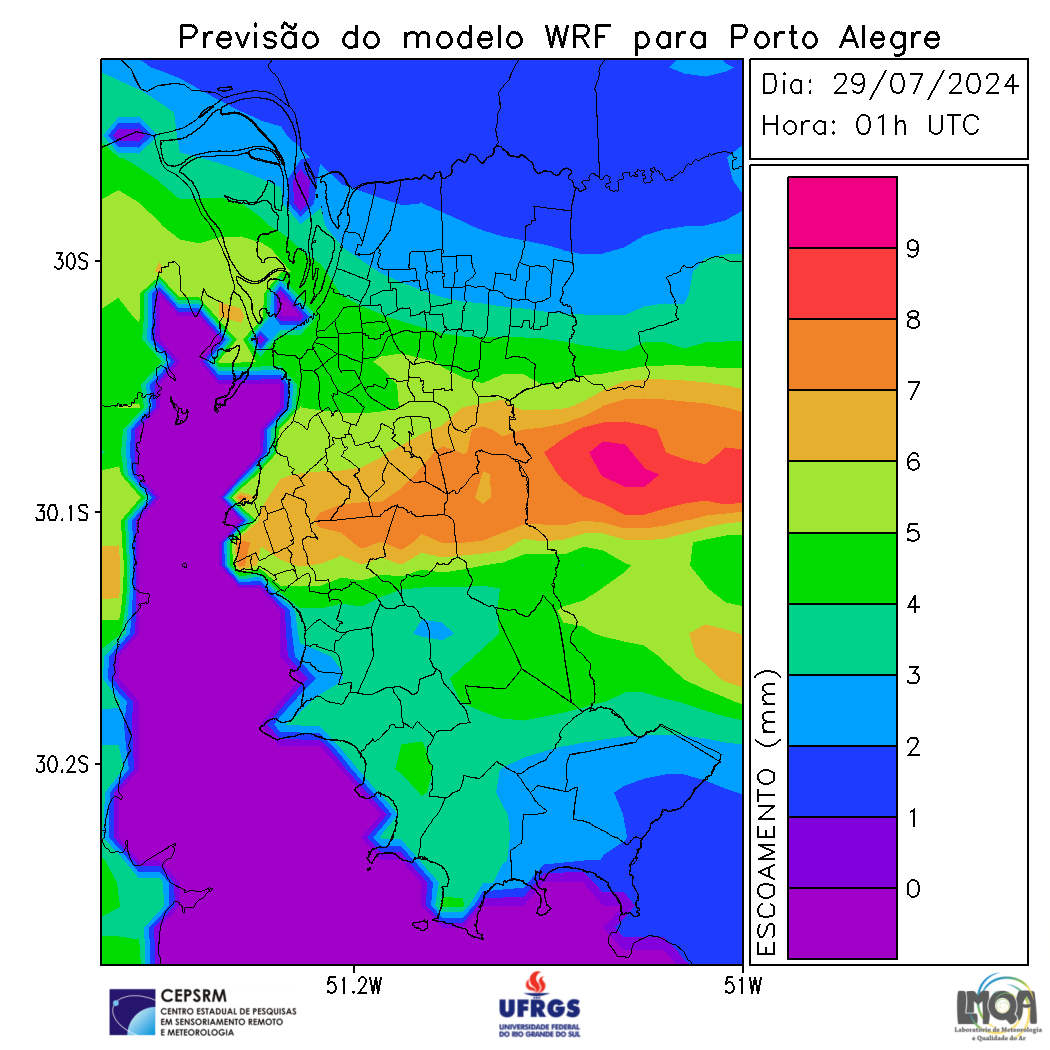 Previsão do modelo WRF para Porto Alegre
Dia: 29/07/2024
Hora: 01h UTC
30S
30.1S
30.2S
51.2W
51W
9
8
7
6
5
4
3
2
1
0
ESCOAMENTO (mm)
CEPSRM
CENTRO ESTADUAL DE PESQUISAS
EM SENSORIAMENTO REMOTO
E METEOROLOGIA
UFRGS
UNIVERSIDADE FEDERAL
DO RIO GRANDE DO SUL
LMQA
Laboratório de Meteorologia
e Qualidade do Ar